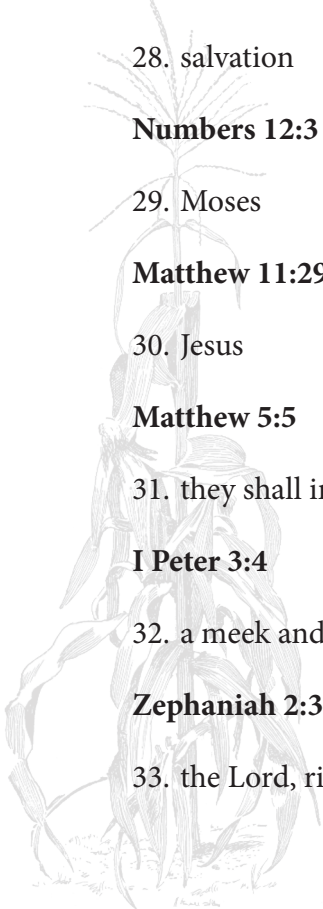 28. salvation
Numbers 12:3
29. Moses
Matthew 11:29
30. Jesus
Matthew 5:5
31. they shall
I Peter 3:4
32. a meek and
Zephaniah 2:3
33. the Lord,